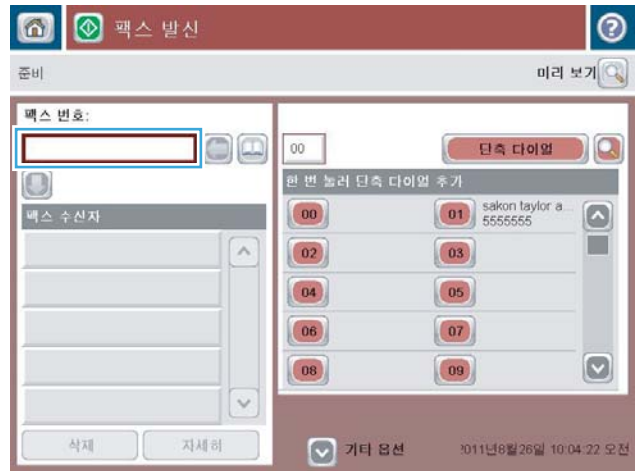 팩스 발신
준비
미리 보기
팩스 번호:
00
단축 다이얼
한 번 눌러 단축 다이얼 추가
팩스 수신자
00
01 sakon taylor a...
5555555
02
03
04
05
06
07
08
09
삭제
자세히
기타 옵션
2011년8월26일 10:04:22 오전